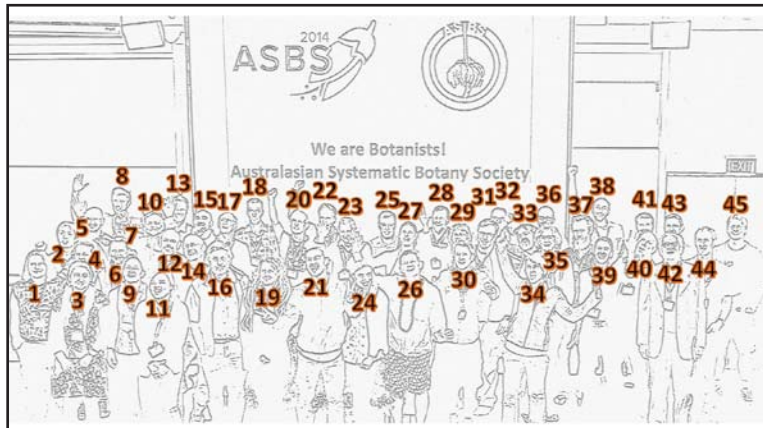 2014
ASBS
ASBS
We are Botanists!
Australasian Systematic Botany Society
EXIT
8 13 18 22 28 31 32 36 38
5 10 15 17 20 23 25 27 29 33 37 41 43 45
2 4 7 12 14 35
6 16 30 39 40 42 44
1 3 9 11 19 21 24 26 34